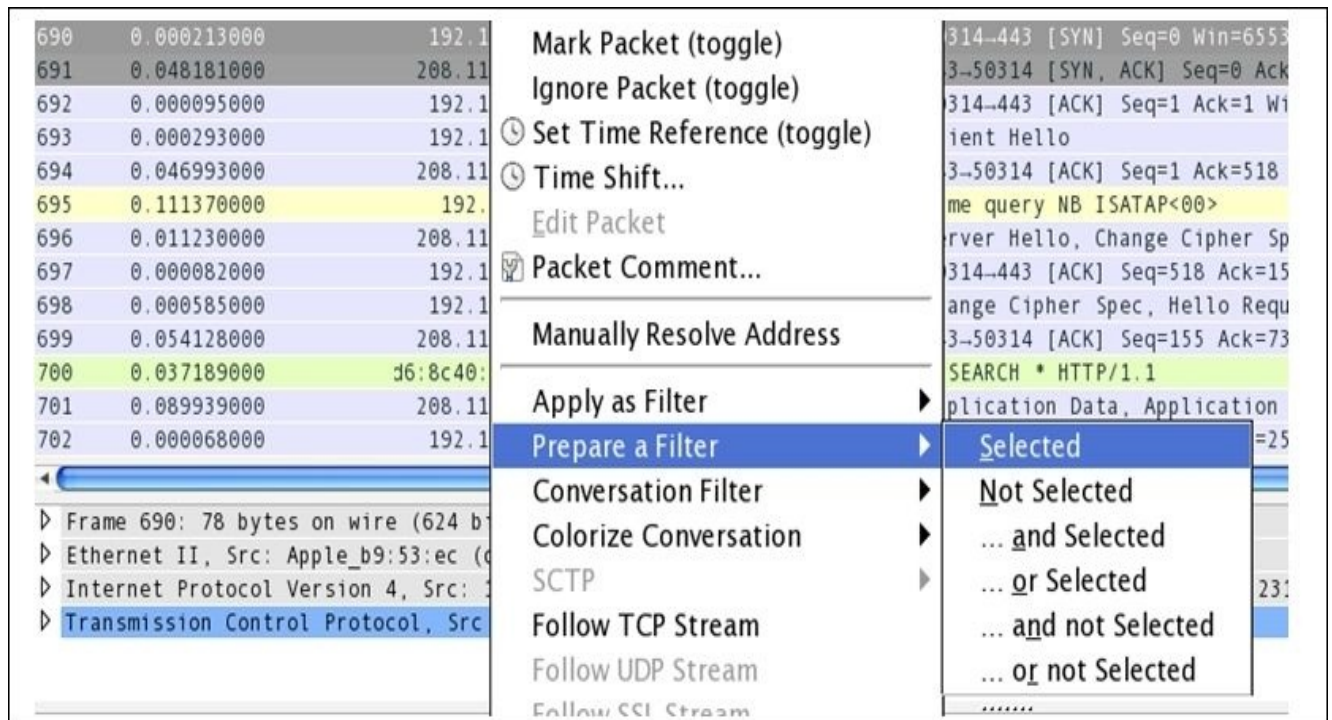 690 0.000213000 192.1 314→443 [SYN] Seq=0 Win=6553
691 0.048181000 208.11 3→50314 [SYN, ACK] Seq=0 Ack
692 0.000095000 192.1 0314→443 [ACK] Seq=1 Ack=1 Wi
693 0.000293000 192.1 ient Hello
694 0.046993000 208.11 3→50314 [ACK] Seq=1 Ack=518
695 0.111370000 192. me query NB ISATAP<00>
696 0.011230000 208.11 rver Hello, Change Cipher Sp
697 0.000082000 192.1 0314→443 [ACK] Seq=518 Ack=15
698 0.000585000 192.1 ange Cipher Spec, Hello Requ
699 0.054128000 208.11 3→50314 [ACK] Seq=155 Ack=73
700 0.037189000 d6:8c40: SEARCH * HTTP/1.1
701 0.089939000 208.11 plication Data, Application
702 0.000068000 192.1 =25
Frame 690: 78 bytes on wire (624 bi
Ethernet II, Src: Apple_b9:53:ec (
Internet Protocol Version 4, Src: 1 231
Transmission Control Protocol, Src
Mark Packet (toggle)
Ignore Packet (toggle)
Set Time Reference (toggle)
Time Shift...
Edit Packet
Packet Comment...
Manually Resolve Address
Apply as Filter
Prepare a Filter
Conversation Filter
Colorize Conversation
SCTP
Follow TCP Stream
Follow UDP Stream
Follow SSL Stream
Selected
Not Selected
... and Selected
... or Selected
... and not Selected
... or not Selected